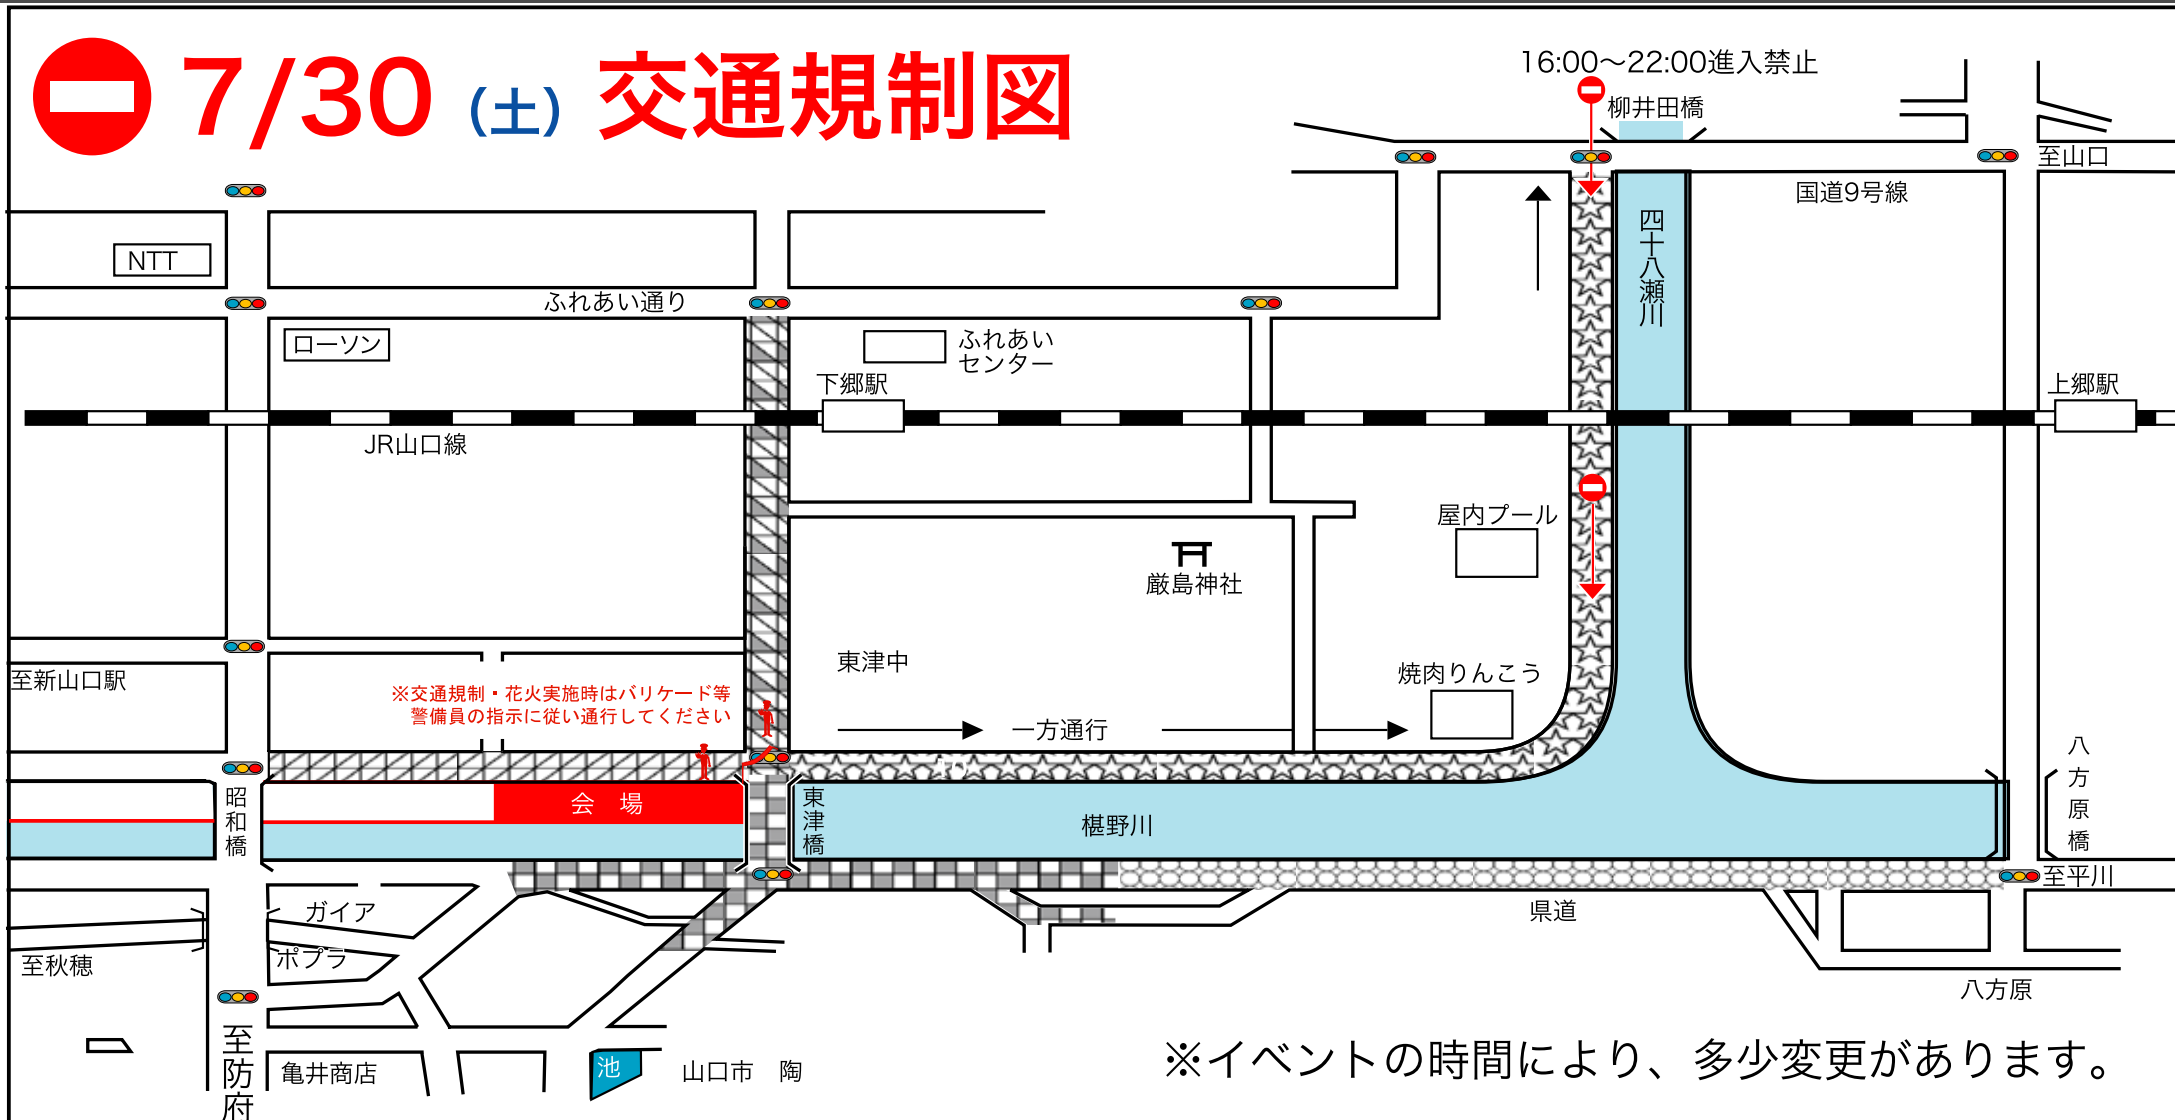 7/30（土）交通規制図
16:00〜22:00進入禁止
柳井田橋
至山口
国道9号線
四十八瀬川
NTT
ふれあい通り
ローソン
ふれあい
センター
下郷駅
上郷駅
JR山口線
屋内プール
厳島神社
東津中
焼肉りんこう
至新山口駅
※交通規制・花火実施時はバリケード等
警備員の指示に従い通行してください
一方通行
八方原橋
昭和橋
会 場
東津橋
椹野川
至平川
ガイア
県道
ポプラ
至秋穂
八方原
至防府
亀井商店
池
山口市 陶
※イベントの時間により、多少変更があります。